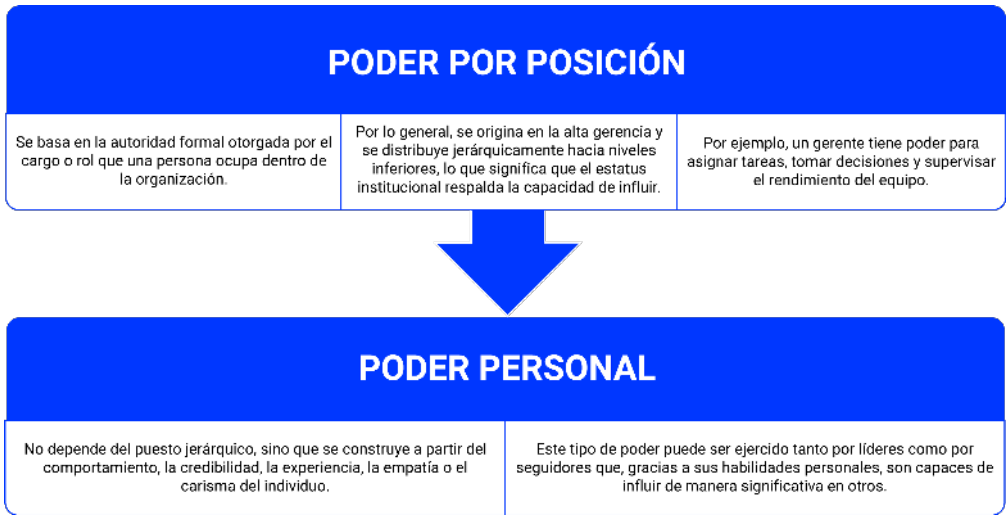 PODER POR POSICIÓN
Se basa en la autoridad formal otorgada por el
cargo o rol que una persona ocupa dentro de
la organización.
Por lo general, se origina en la alta gerencia y
se distribuye jerárquicamente hacia niveles
inferiores, lo que significa que el estatus
institucional respalda la capacidad de influir.
Por ejemplo, un gerente tiene poder para
asignar tareas, tomar decisiones y supervisar
el rendimiento del equipo.
PODER PERSONAL
No depende del puesto jerárquico, sino que se construye a partir del
comportamiento, la credibilidad, la experiencia, la empatía o el
carisma del individuo.
Este tipo de poder puede ser ejercido tanto por líderes como por
seguidores que, gracias a sus habilidades personales, son capaces de
influir de manera significativa en otros.